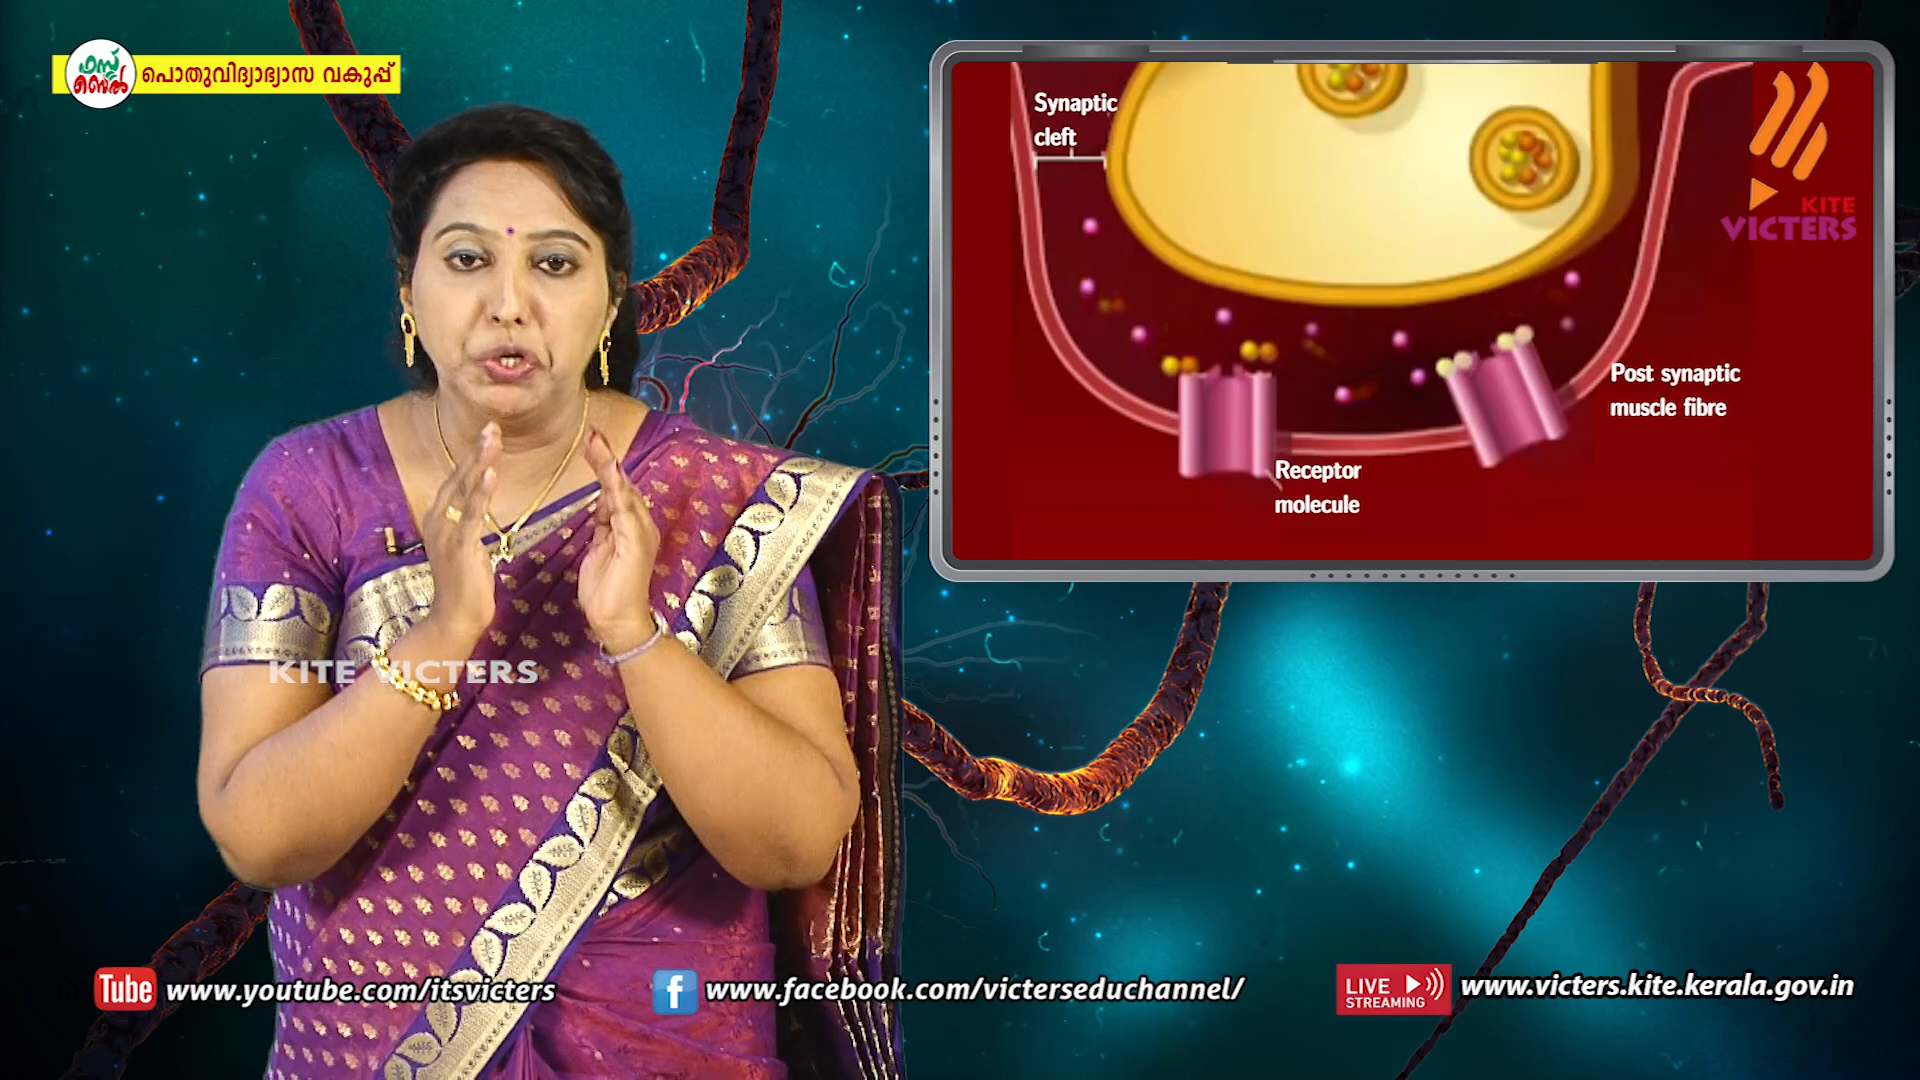 ഫസ്റ്റ്
ബെൽ
പൊതുവിദ്യാഭ്യാസ വകുപ്പ്
Synaptic
cleft
KITE
VICTERS
Post synaptic
muscle fibre
Receptor
molecule
KITE VICTERS
Tube www.youtube.com/itsvicters
f www.facebook.com/victerseduchannel/
LIVE
STREAMING
www.victers.kite.kerala.gov.in